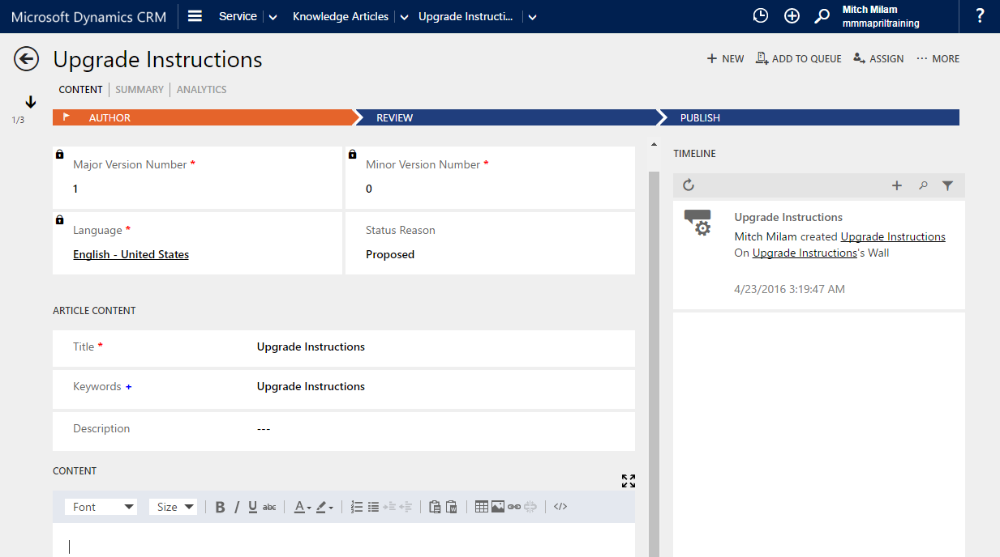 Microsoft Dynamics CRM
Service
Knowledge Articles
Upgrade Instructi...
Mitch Milam
mmmapriltraining
?
Upgrade Instructions
NEW
ADD TO QUEUE
ASSIGN
··· MORE
CONTENT
SUMMARY
ANALYTICS
1/3
AUTHOR
REVIEW
PUBLISH
Major Version Number *
1
Minor Version Number *
0
Language *
English - United States
Status Reason
Proposed
ARTICLE CONTENT
Title *
Upgrade Instructions
Keywords +
Upgrade Instructions
Description
---
CONTENT
Font
Size
B
I
U
abc
A
</>
TIMELINE
Upgrade Instructions
Mitch Milam created Upgrade Instructions
On Upgrade Instructions's Wall
4/23/2016 3:19:47 AM